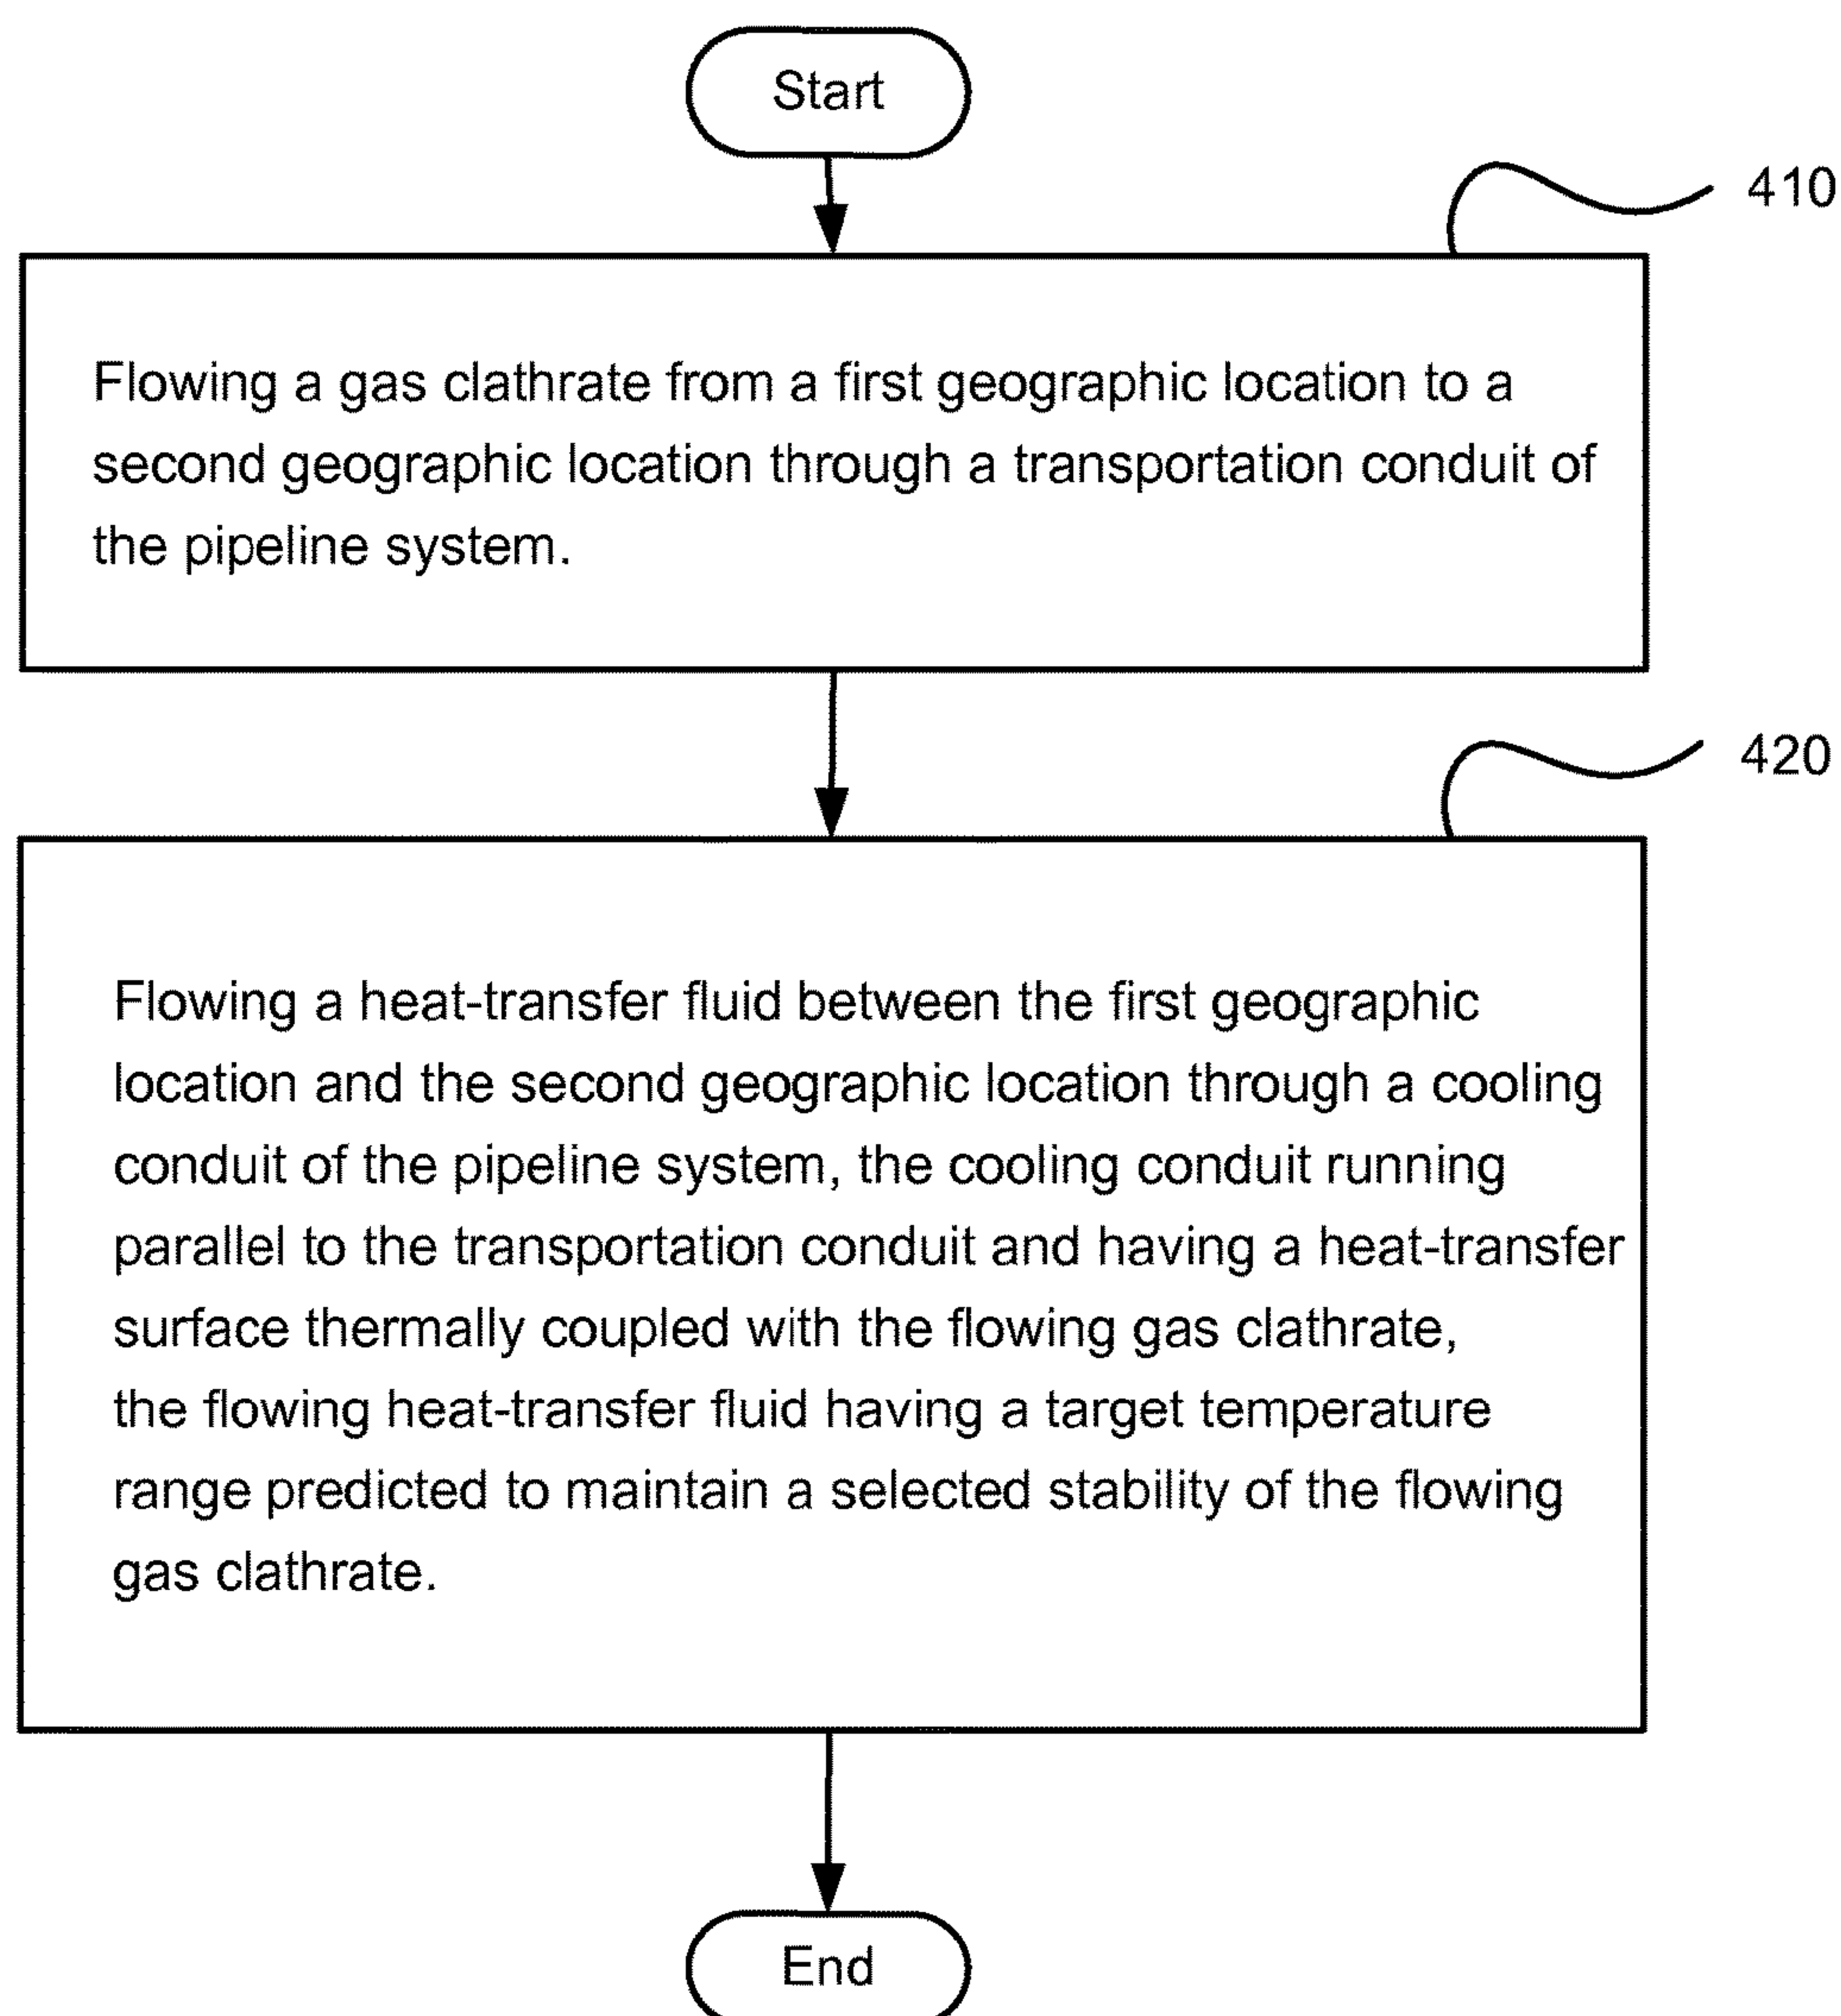 Start
410
Flowing a gas clathrate from a first geographic location to a
second geographic location through a transportation conduit of
the pipeline system.
420
Flowing a heat-transfer fluid between the first geographic
location and the second geographic location through a cooling
conduit of the pipeline system, the cooling conduit running
parallel to the transportation conduit and having a heat-transfer
surface thermally coupled with the flowing gas clathrate,
the flowing heat-transfer fluid having a target temperature
range predicted to maintain a selected stability of the flowing
gas clathrate.
End